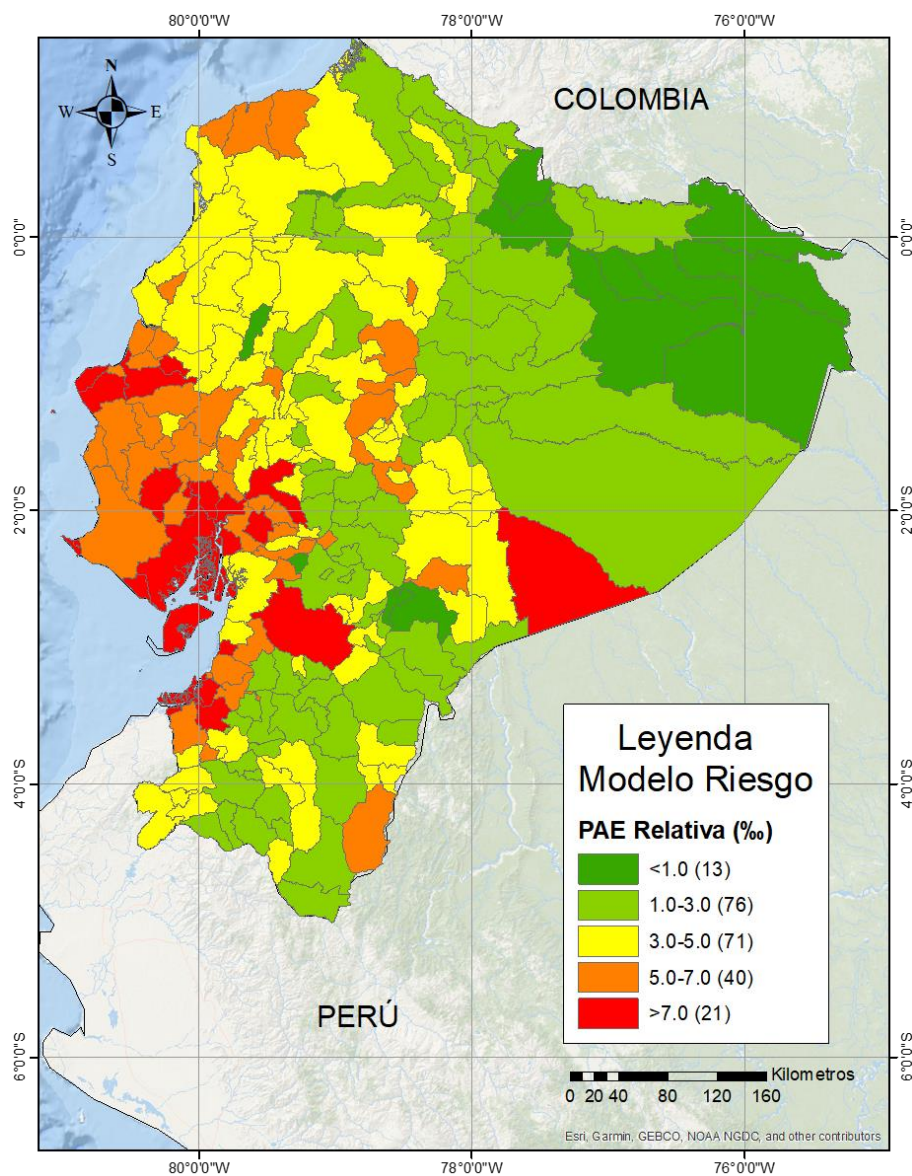 80°0'0"W 78°0'0"W 76°0'0"W
N
W E
S
COLOMBIA
0°0'0" 0°0'0"
2°0'0"S 2°0'0"S
4°0'0"S 4°0'0"S
6°0'0"S 6°0'0"S
PERÚ
Leyenda
Modelo Riesgo
PAE Relativa (‰)
<1.0 (13)
1.0-3.0 (76)
3.0-5.0 (71)
5.0-7.0 (40)
>7.0 (21)
Kilometros
0 20 40 80 120 160
Esri, Garmin, GEBCO, NOAA NGDC, and other contributors
80°0'0"W 78°0'0"W 76°0'0"W